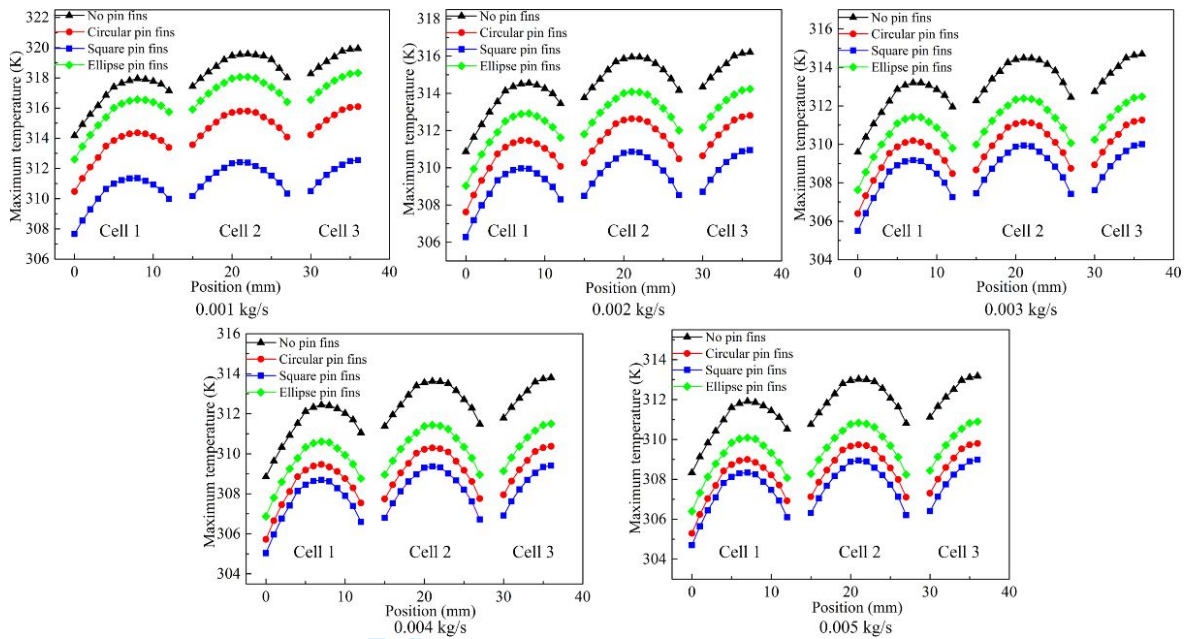 322
320
318
316
314
312
310
308
306
Maximum temperature (K)
No pin fins
Circular pin fins
Square pin fins
Ellipse pin fins
Cell 1
Cell 2
Cell 3
0
10
20
30
40
Position (mm)
0.001 kg/s
318
316
314
312
310
308
306
Maximum temperature (K)
No pin fins
Circular pin fins
Square pin fins
Ellipse pin fins
Cell 1
Cell 2
Cell 3
0
10
20
30
40
Position (mm)
0.002 kg/s
316
314
312
310
308
306
304
Maximum temperature (K)
No pin fins
Circular pin fins
Square pin fins
Ellipse pin fins
Cell 1
Cell 2
Cell 3
0
10
20
30
40
Position (mm)
0.003 kg/s
316
314
312
310
308
306
304
Maximum temperature (K)
No pin fins
Circular pin fins
Square pin fins
Ellipse pin fins
Cell 1
Cell 2
Cell 3
0
10
20
30
40
Position (mm)
0.004 kg/s
314
312
310
308
306
304
Maximum temperature (K)
No pin fins
Circular pin fins
Square pin fins
Ellipse pin fins
Cell 1
Cell 2
Cell 3
0
10
20
30
40
Position (mm)
0.005 kg/s